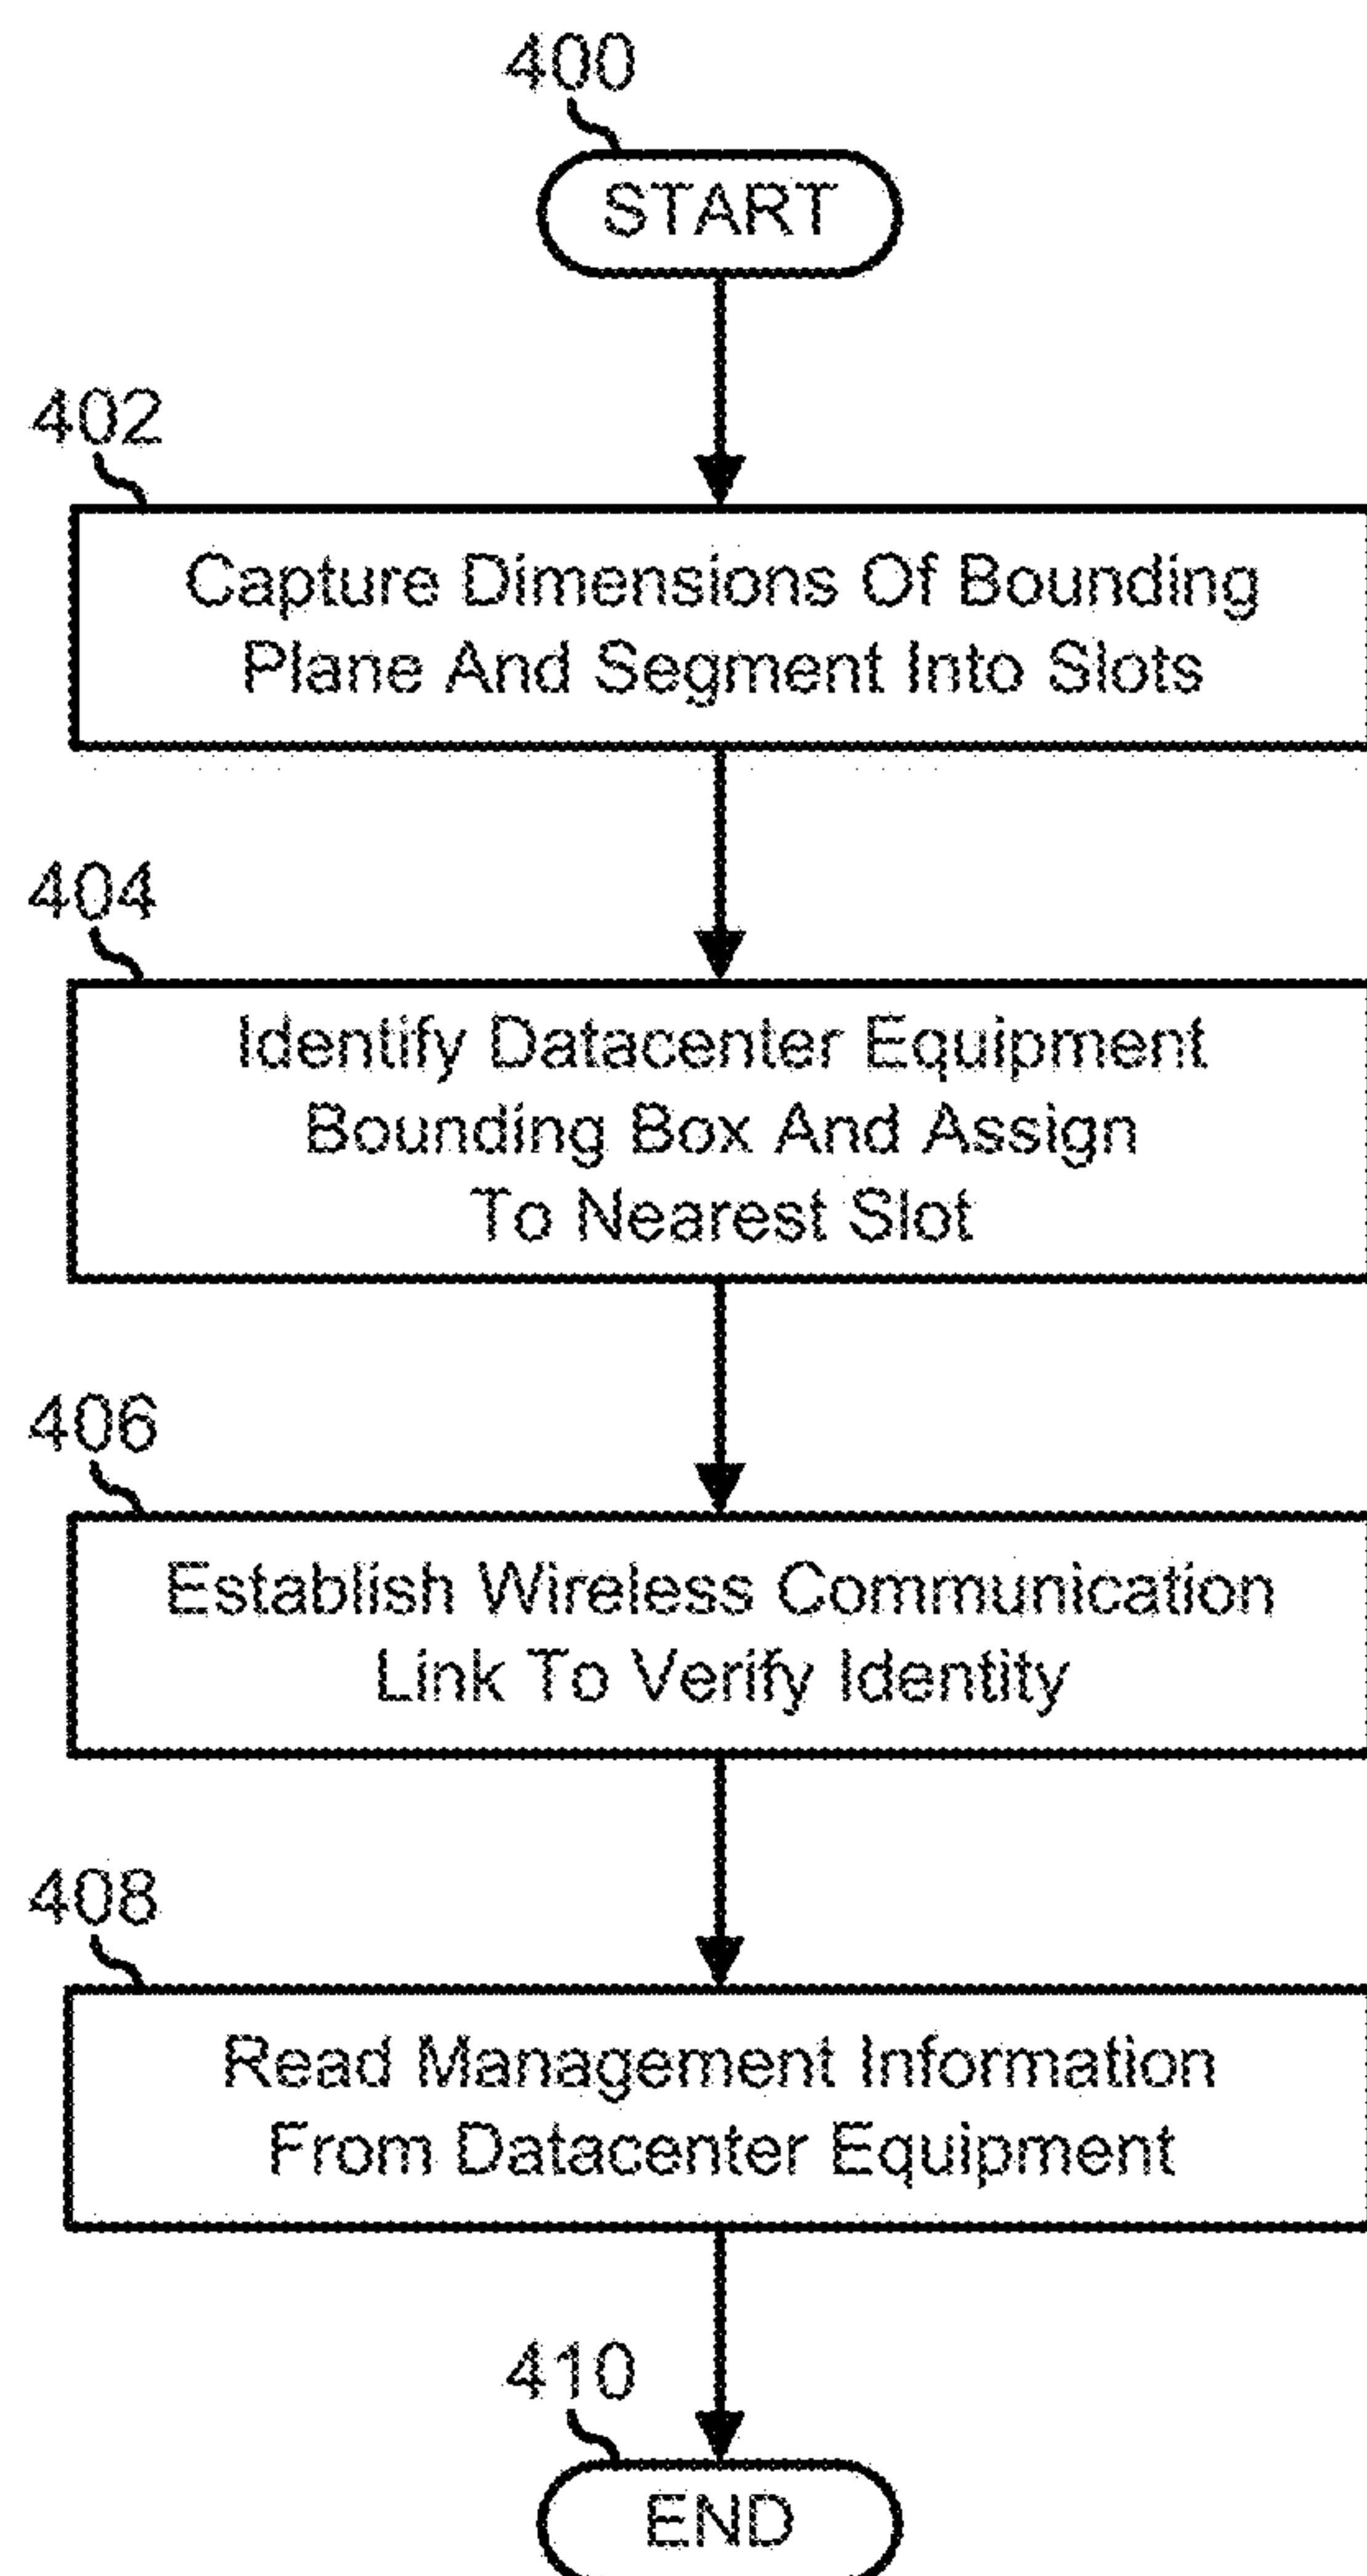 400
START
402
Capture Dimensions Of Bounding
Plane And Segment Into Slots
404
Identify Datacenter Equipment
Bounding Box And Assign
To Nearest Slot
406
Establish Wireless Communication
Link To Verify Identity
408
Read Management Information
From Datacenter Equipment
410
END